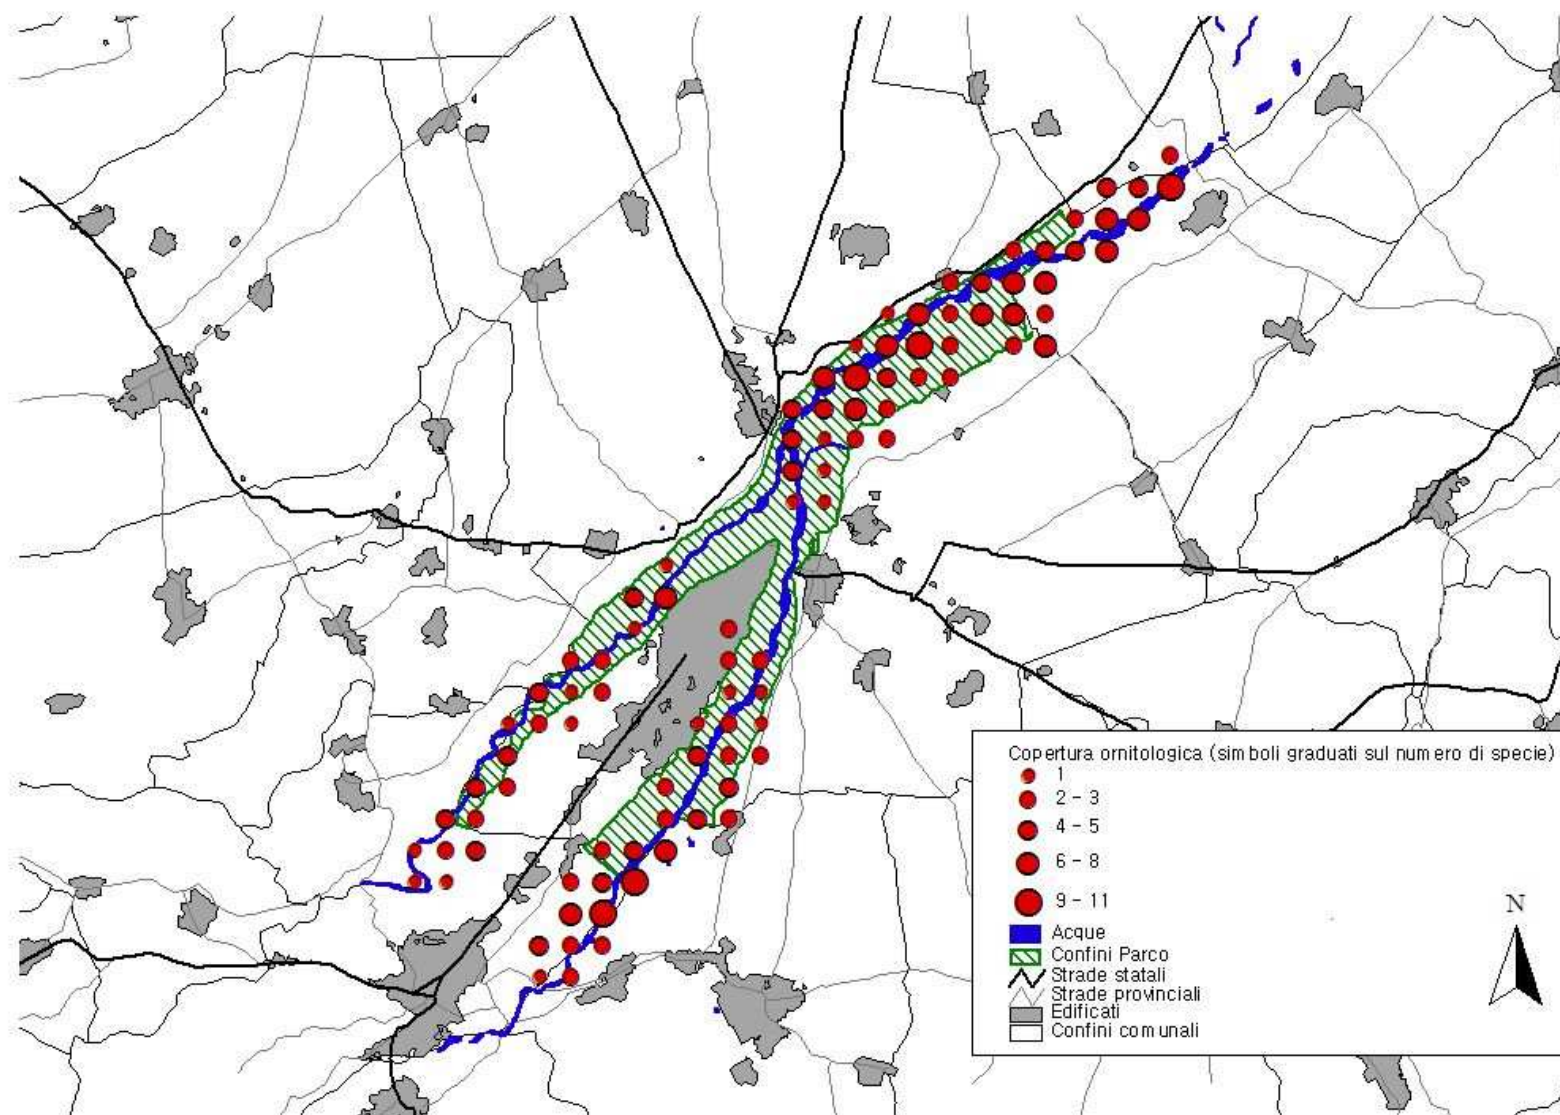 Copertura ornitologica (simboli graduati sul numero di specie)
1
2 - 3
4 - 5
6 - 8
9 - 11
Acque
Confini Parco
Strade statali
Strade provinciali
Edificati
Confini comunali
N